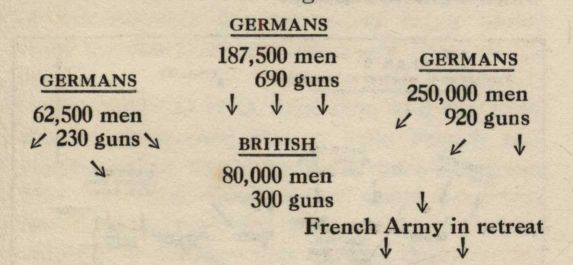 GERMANS
187,500 men
690 guns
GERMANS
62,500 men
230 guns
GERMANS
250,000 men
920 guns
BRITISH
80,000 men
300 guns
French Army in retreat